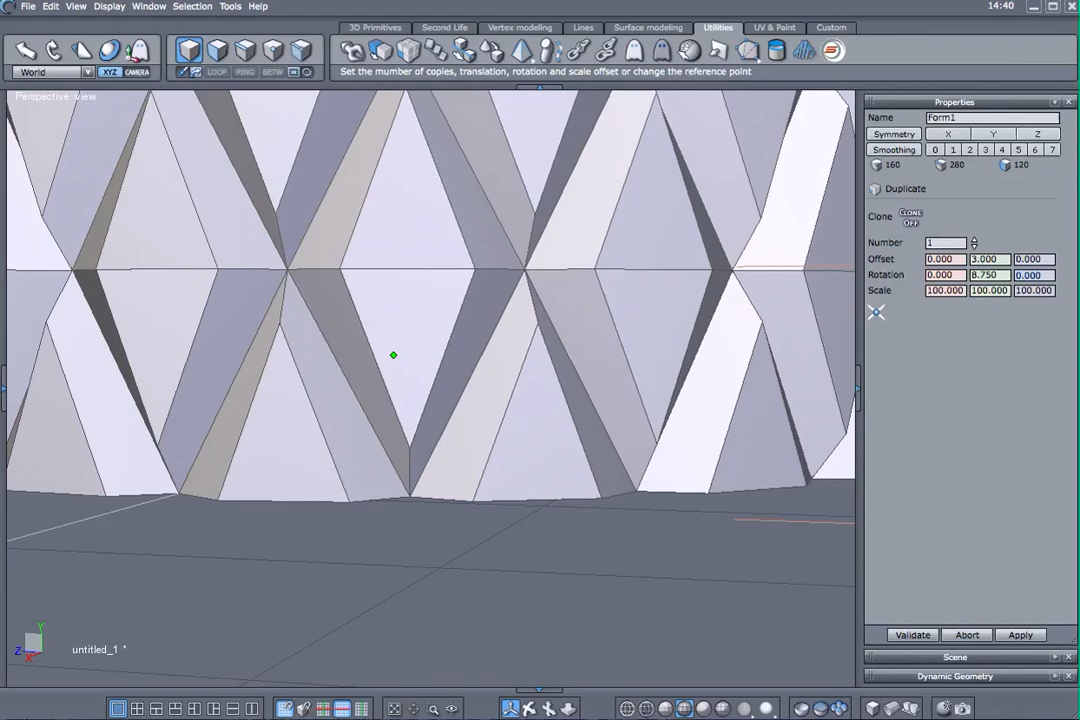 File Edit View Display Window Selection Tools Help 14:40
3D Primitives Second Life Vertex modeling Lines Surface modeling Utilities UV & Paint Custom
World XYZ CAMERA LOOP RING BETW
Set the mumber of copies, translation, rotation and scale offset or change the reference point
Perspective view
Properties
Name Form1
Symmetry X Y Z
Smoothing 0 1 2 3 4 5 6 7
160 280 120
Duplicate
Clone CLONE OFF
Number 1
Offset 0.000 3.000 0.000
Rotation 0.000 8.750 0.000
Scale 100.000 100.000 100.000
Validate Abort Apply
Scene
Dynamic Geometry
Y
Z
X
untitled_1 *